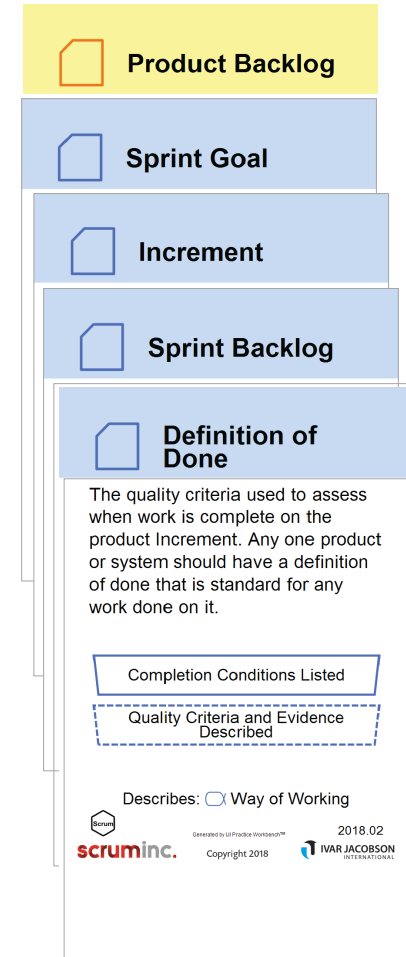 Product Backlog
Sprint Goal
Increment
Sprint Backlog
Definition of
Done
The quality criteria used to assess
when work is complete on the
product Increment. Any one product
or system should have a definition
of done that is standard for any
work done on it.
Completion Conditions Listed
Quality Criteria and Evidence
Described
Describes: Way of Working
Scrum
Generated by UI Practice Workbench™
2018.02
scruminc.
Copyright 2018
IVAR JACOBSON
INTERNATIONAL